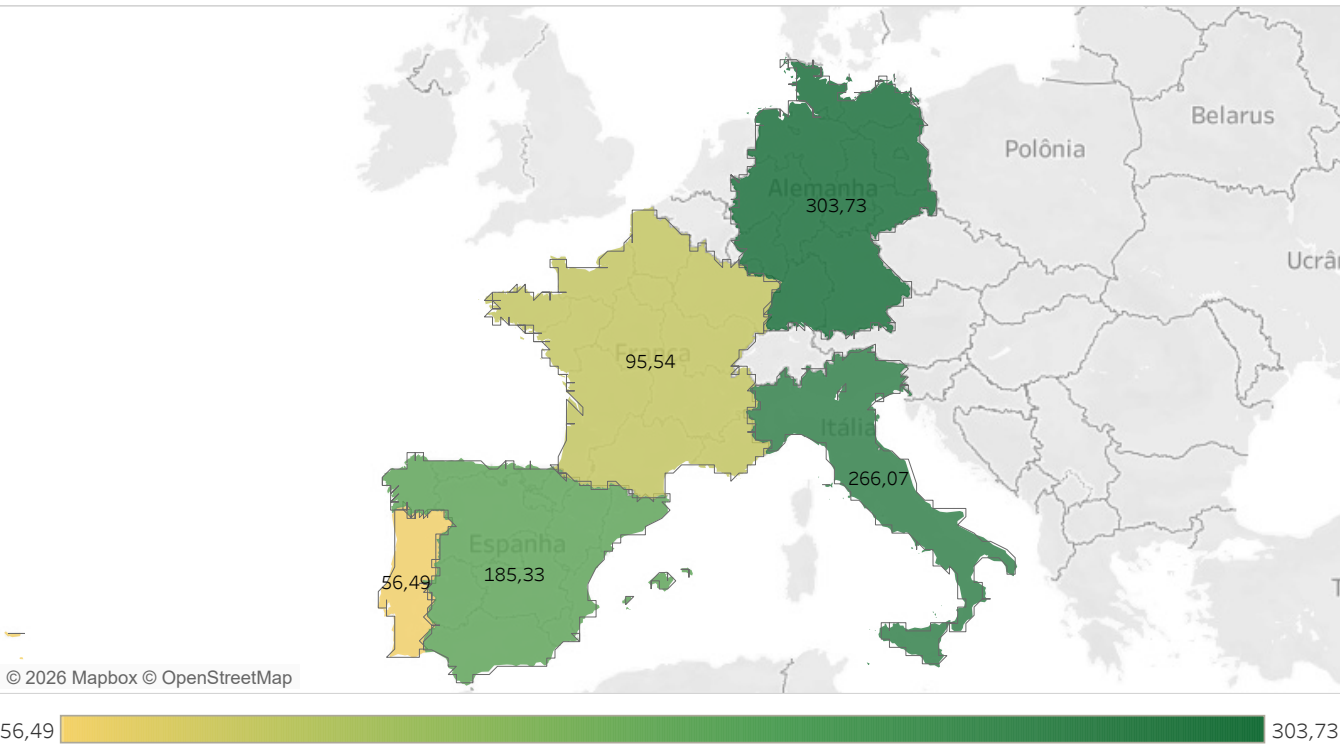 Belarus
Polônia
Alemanha
303,73
Ucrâ
França
95,54
Itália
266,07
Espanha
185,33
56,49
T
© 2026 Mapbox © OpenStreetMap
56,49
303,73